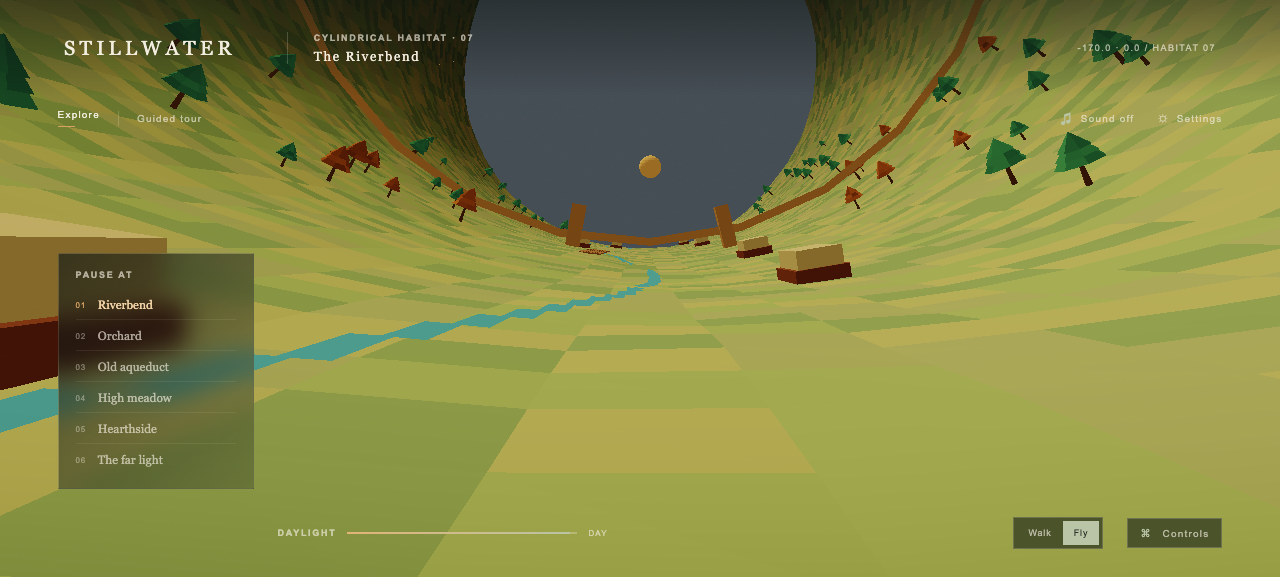 STILLWATER
CYLINDRICAL HABITAT · 07
The Riverbend
-170.0 · 0.0 / HABITAT 07
Explore
Guided tour
Sound off
Settings
PAUSE AT
01 Riverbend
02 Orchard
03 Old aqueduct
04 High meadow
05 Hearthside
06 The far light
DAYLIGHT
DAY
Walk
Fly
⌘ Controls